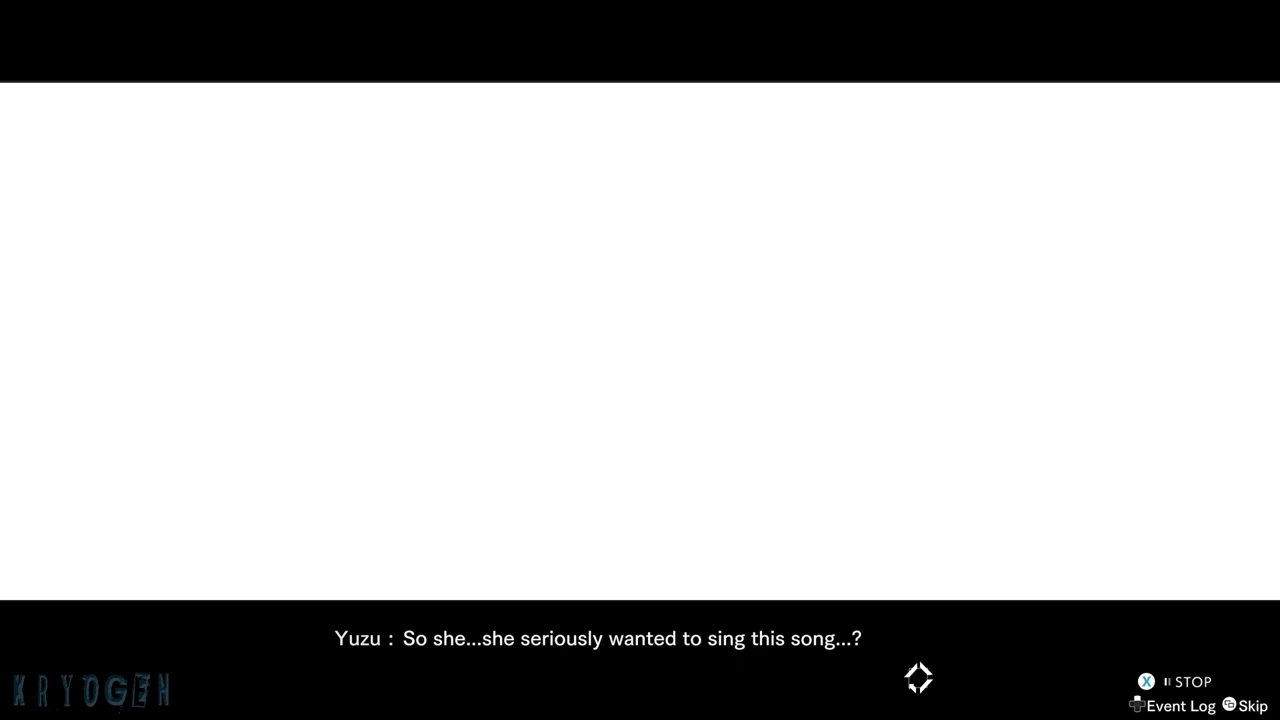 Yuzu : So she...she seriously wanted to sing this song...?
KRYOGEN
X STOP
Event Log Skip